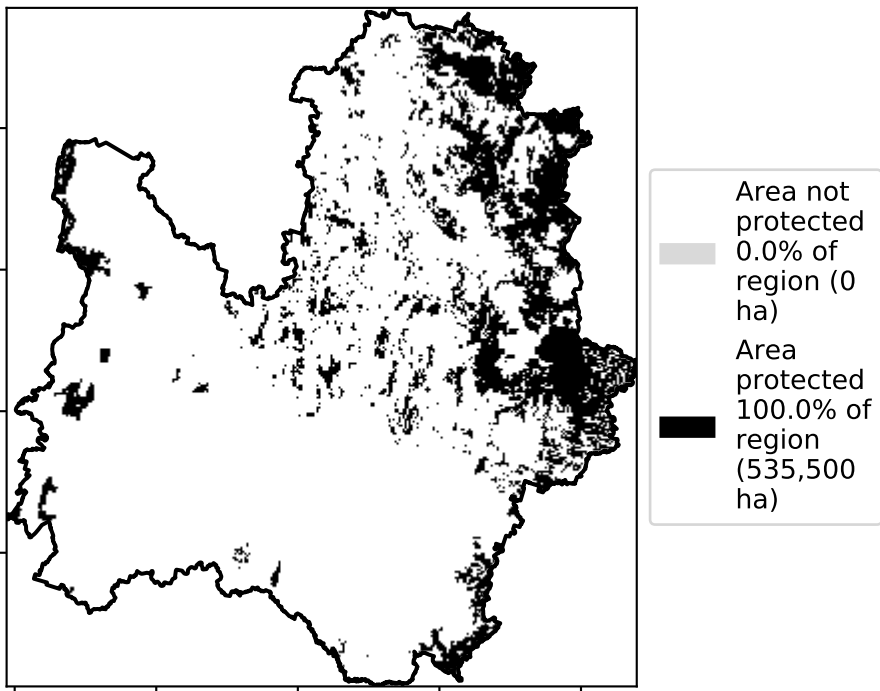 Area not
protected
0.0% of
region (0
ha)
Area
protected
100.0% of
region
(535,500
ha)